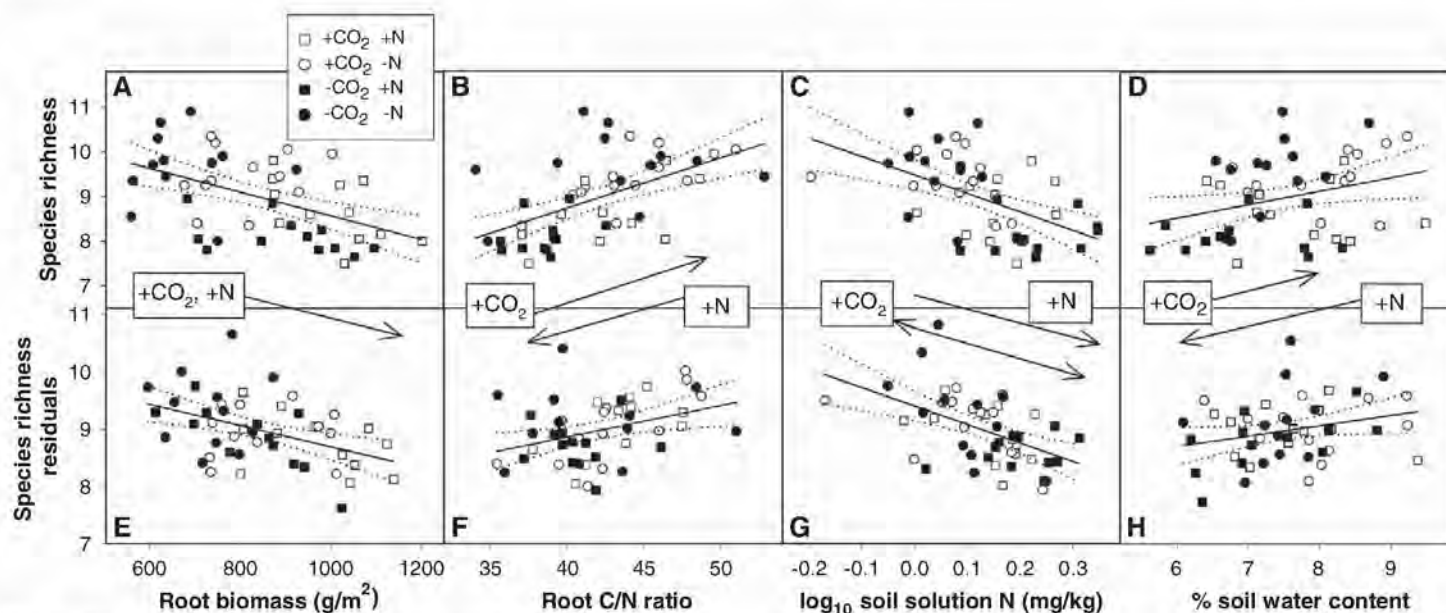 +CO2 +N
+CO2 -N
-CO2 +N
-CO2 -N
A
B
C
D
Species richness
11
10
9
8
7
+CO2, +N
+CO2
+N
+CO2
+N
+CO2
+N
Species richness
residuals
11
10
9
8
7
E
F
G
H
600 800 1000 1200
35 40 45 50
-0.2 0.0 0.1 0.2 0.3
6 7 8 9
Root biomass (g/m2)
Root C/N ratio
log10 soil solution N (mg/kg)
% soil water content